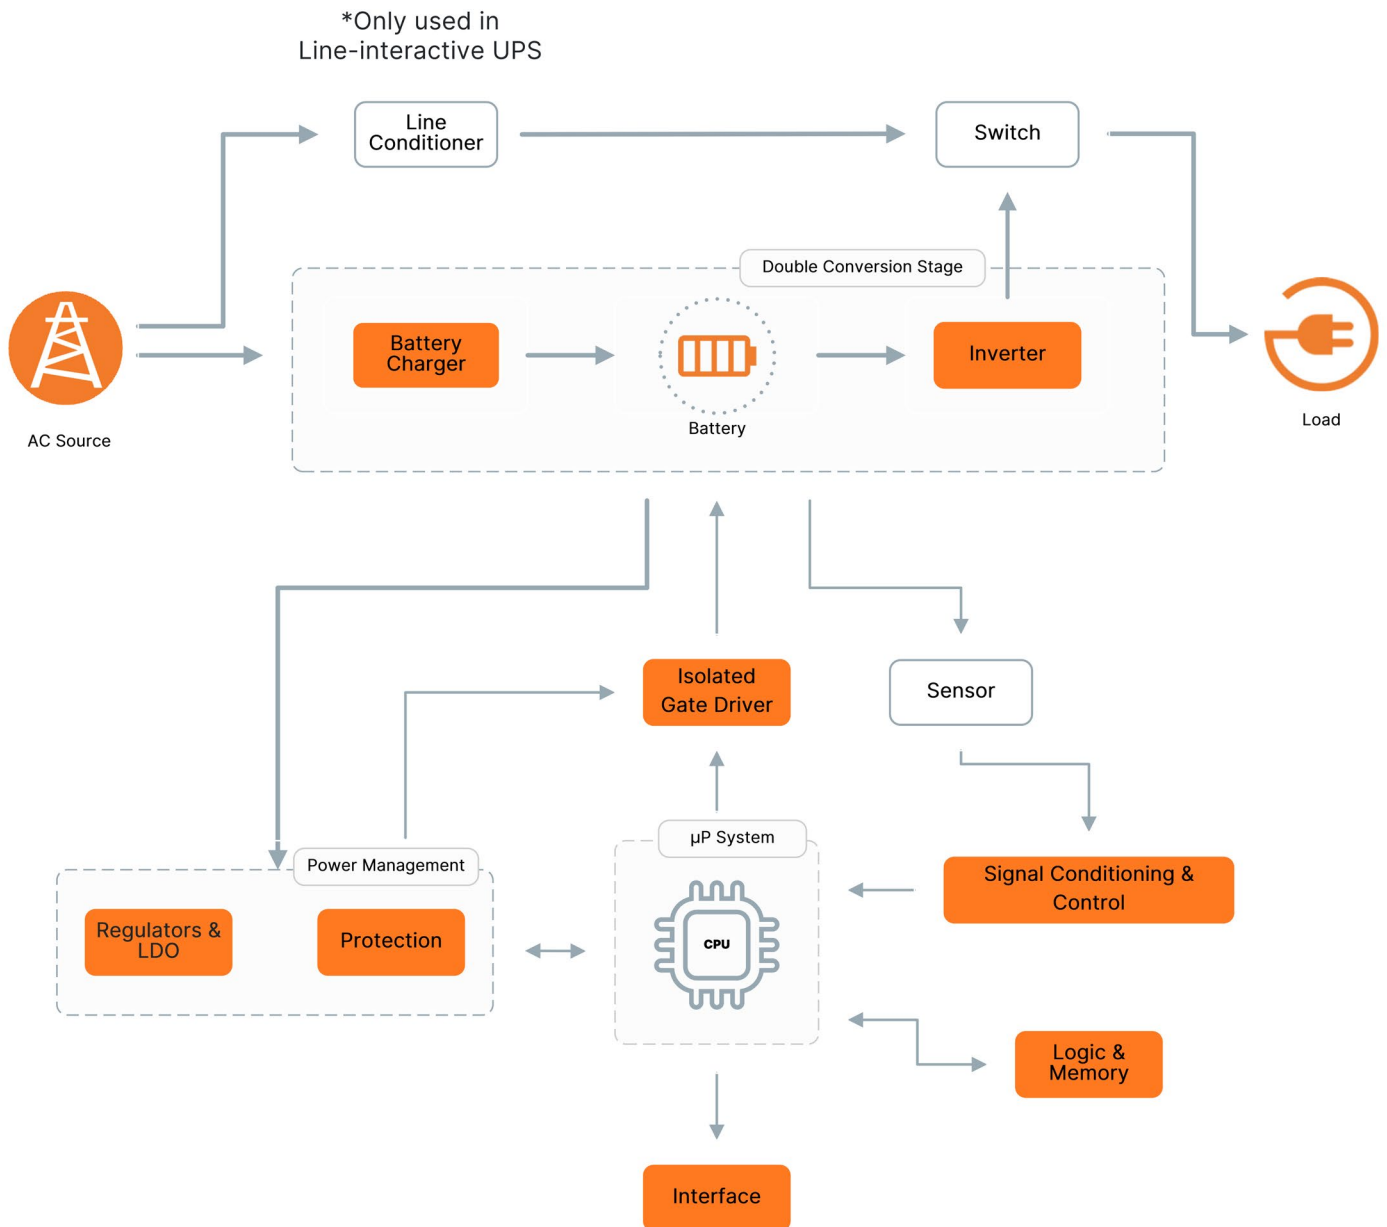 *Only used in
Line-interactive UPS
Line
Conditioner
Switch
Double Conversion Stage
Battery
Charger
Inverter
Battery
AC Source
Load
Isolated
Gate Driver
Sensor
µP System
Power Management
Signal Conditioning &
Control
Regulators &
LDO
Protection
CPU
Logic &
Memory
Interface